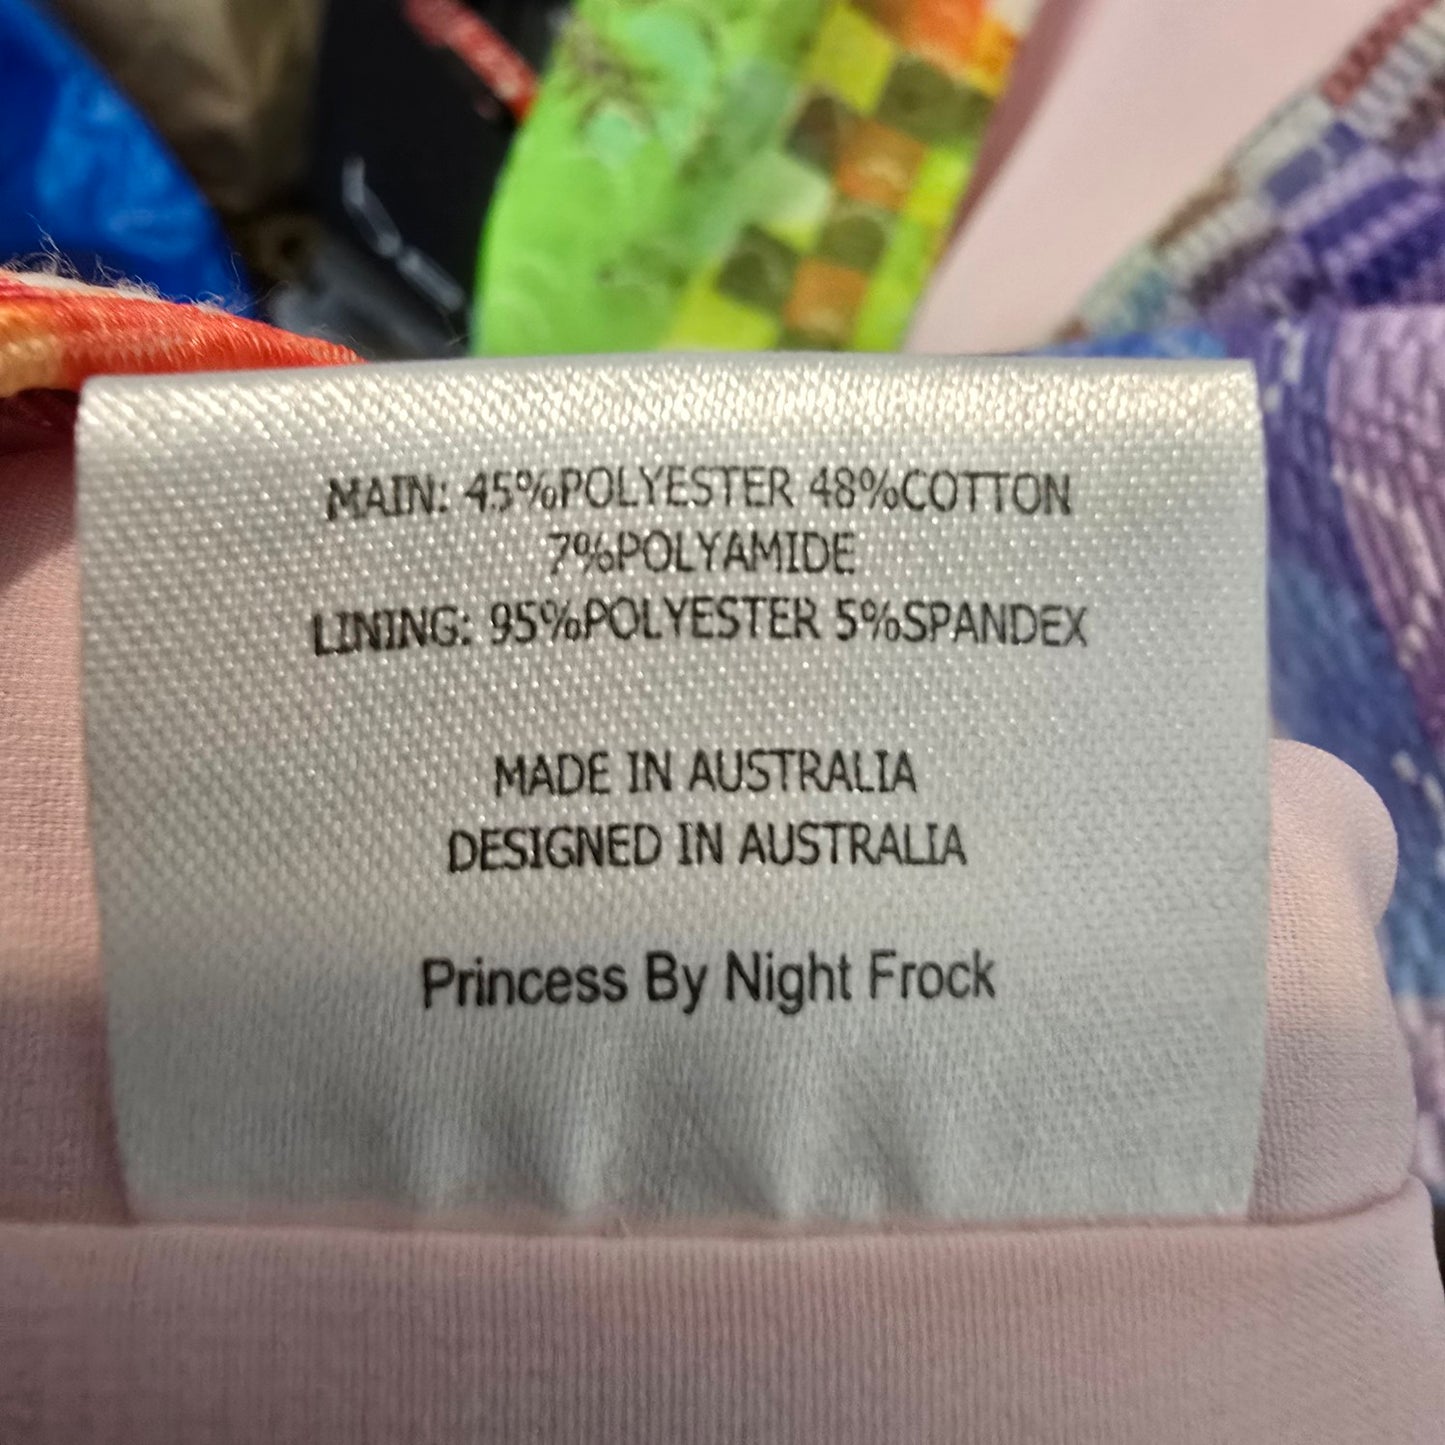 MAIN: 45%POLYESTER 48%COTTON
7%POLYAMIDE
LINING: 95%POLYESTER 5%SPANDEX
MADE IN AUSTRALIA
DESIGNED IN AUSTRALIA
Princess By Night Frock